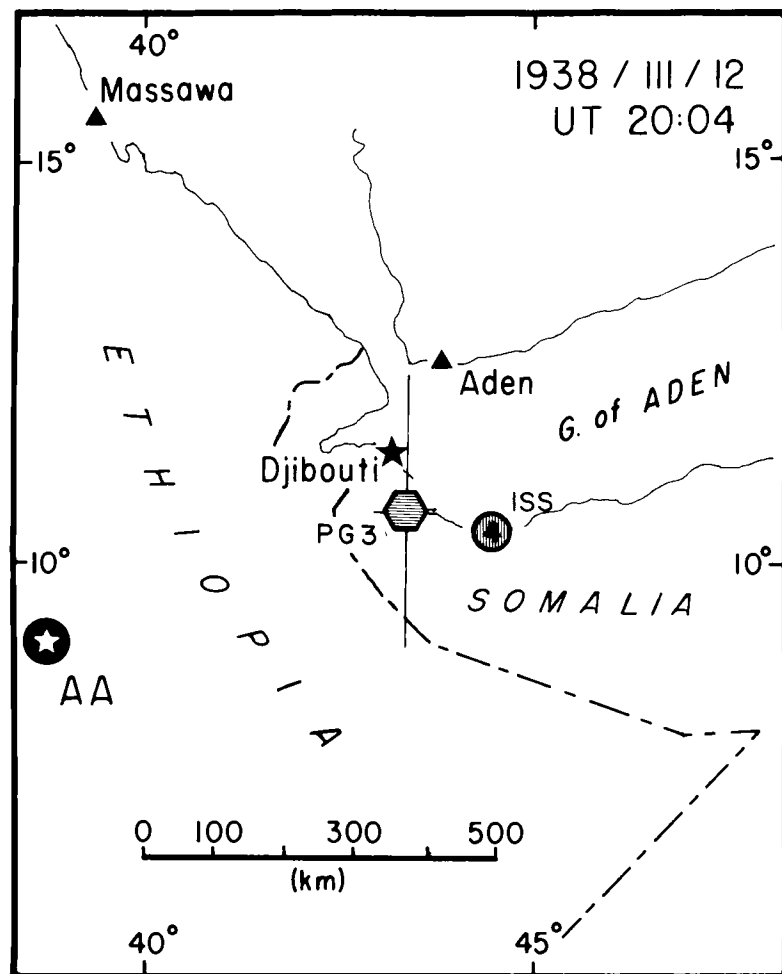 40°
1938 / III / 12
UT 20:04
Massawa
15°
15°
ETHIOPIA
Aden
G. of ADEN
Djibouti
ISS
PG3
10°
10°
SOMALIA
AA
0 100 300 500
(km)
40°
45°